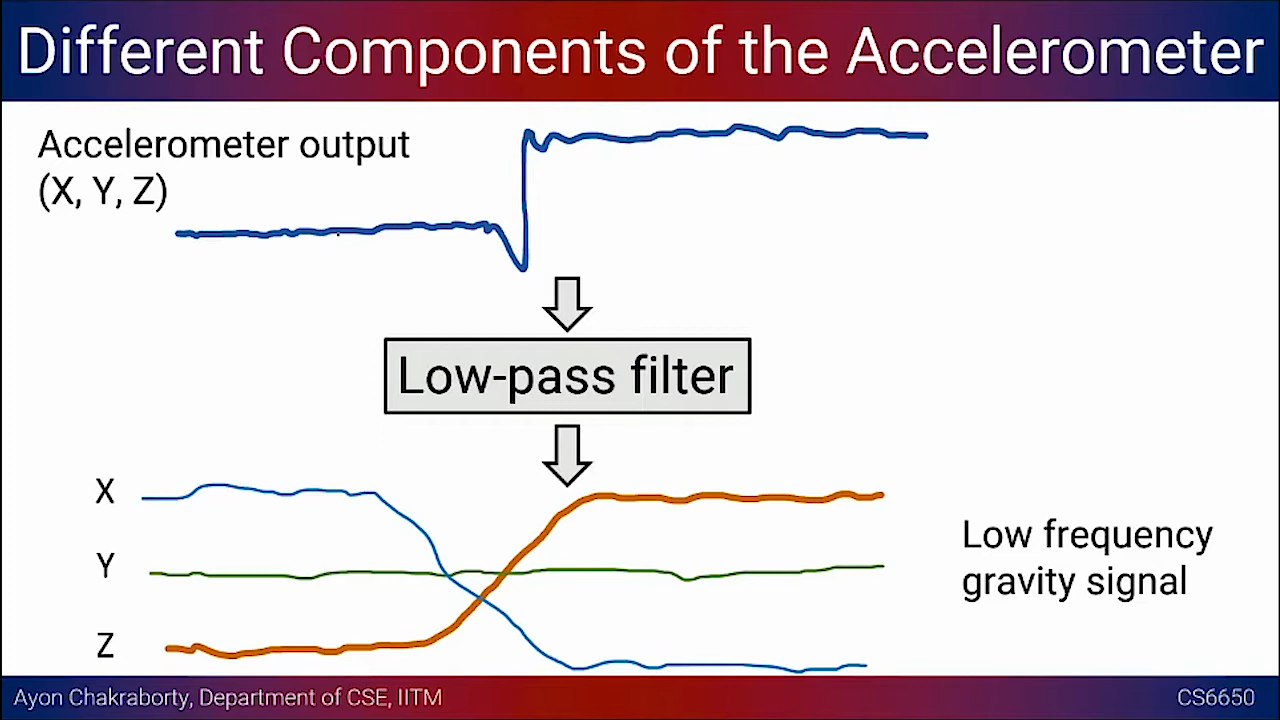 Different Components of the Accelerometer
Accelerometer output
(X, Y, Z)
Low-pass filter
X
Y
Z
Low frequency
gravity signal
Ayon Chakraborty, Department of CSE, IITM
CS6650